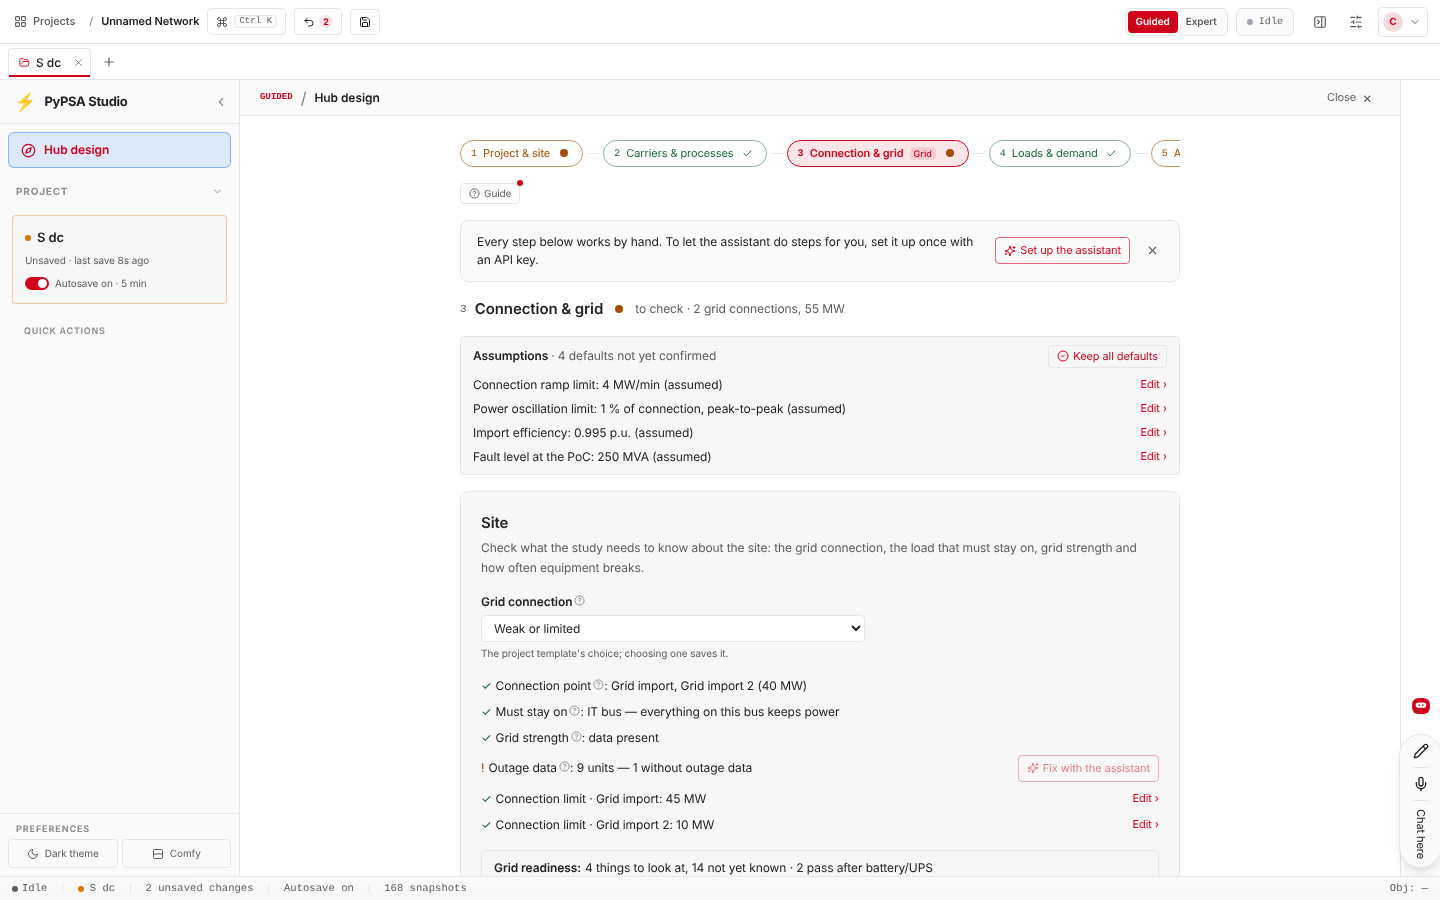 Projects / Unnamed Network Ctrl K 2 Guided Expert Idle C
S dc
PyPSA Studio
GUIDED / Hub design Close
Hub design
1 Project & site 2 Carriers & processes 3 Connection & grid Grid 4 Loads & demand 5
PROJECT
Guide
S dc
Unsaved · last save 8s ago
Autosave on · 5 min
QUICK ACTIONS
Every step below works by hand. To let the assistant do steps for you, set it up once with
an API key.
Set up the assistant
3 Connection & grid to check · 2 grid connections, 55 MW
Assumptions · 4 defaults not yet confirmed Keep all defaults
Connection ramp limit: 4 MW/min (assumed) Edit ›
Power oscillation limit: 1 % of connection, peak-to-peak (assumed) Edit ›
Import efficiency: 0.995 p.u. (assumed) Edit ›
Fault level at the PoC: 250 MVA (assumed) Edit ›
Site
Check what the study needs to know about the site: the grid connection, the load that must stay on, grid strength and
how often equipment breaks.
Grid connection
Weak or limited
The project template's choice; choosing one saves it.
Connection point : Grid import, Grid import 2 (40 MW)
Must stay on : IT bus — everything on this bus keeps power
Grid strength : data present
! Outage data : 9 units — 1 without outage data Fix with the assistant
Connection limit · Grid import: 45 MW Edit ›
Connection limit · Grid import 2: 10 MW Edit ›
Grid readiness: 4 things to look at, 14 not yet known · 2 pass after battery/UPS
Chat here
PREFERENCES
Dark theme Comfy
Idle S dc 2 unsaved changes Autosave on 168 snapshots Obj: —